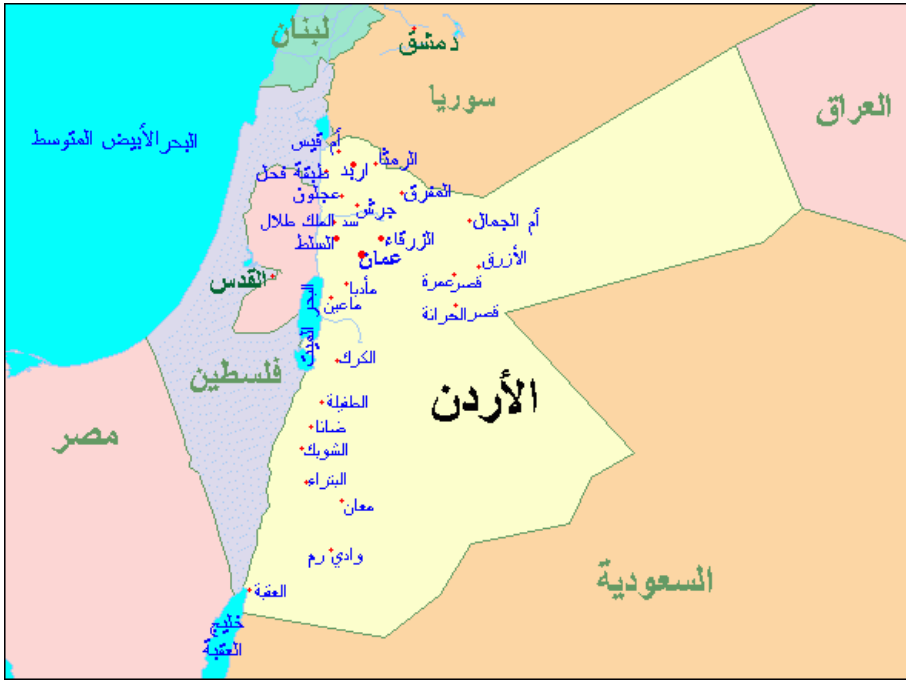 لبنان
دمشق
سوريا
العراق
البحر الأبيض المتوسط
أم قيس
الرمثا
اربد
طبقة فحل
المفرق
عجلون
جرش
أم الجمال
سد الملك طلال
الزرقاء
السلط
عمان
الأزرق
القدس
قصر عمرة
مأدبا
ماعين
البحر الميت
قصر الحرانة
الكرك
فلسطين
الأردن
الطفيلة
ضانا
مصر
الشوبك
البتراء
معان
وادي رم
السعودية
العقبة
خليج
العقبة